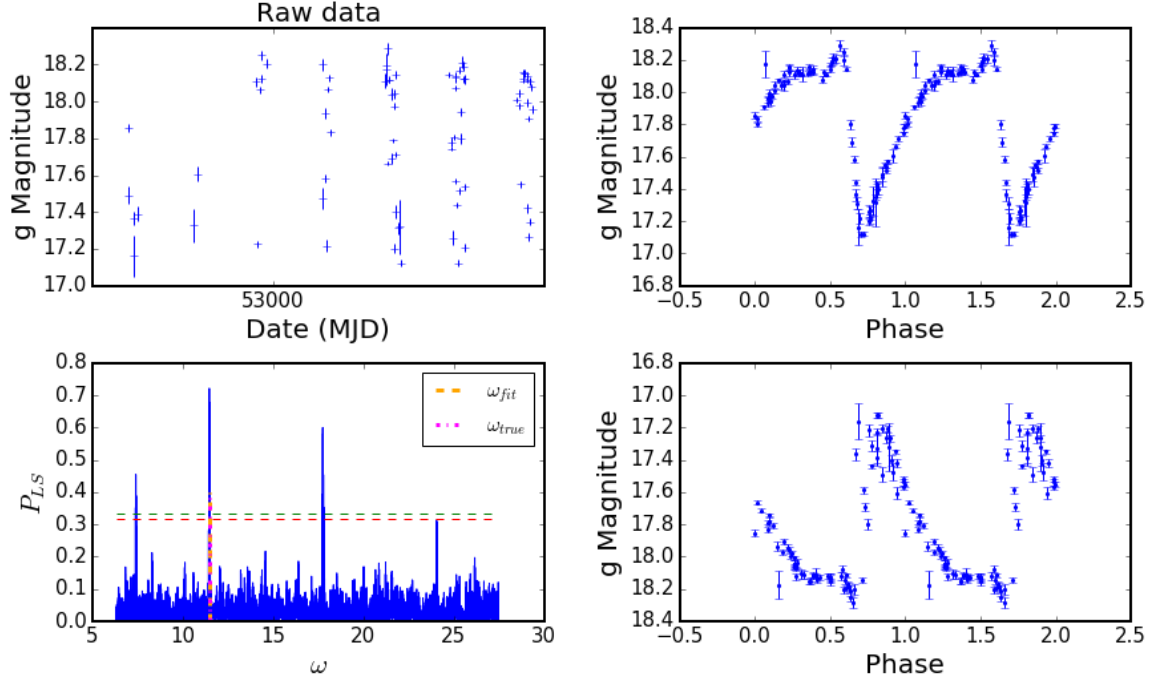 Raw data
g Magnitude
18.2
18.0
17.8
17.6
17.4
17.2
17.0
53000
Date (MJD)
g Magnitude
18.4
18.2
18.0
17.8
17.6
17.4
17.2
17.0
16.8
−0.5 0.0 0.5 1.0 1.5 2.0 2.5
Phase
P_LS
0.8
0.7
0.6
0.5
0.4
0.3
0.2
0.1
0.0
ω_fit
ω_true
5 10 15 20 25 30
ω
g Magnitude
16.8
17.0
17.2
17.4
17.6
17.8
18.0
18.2
18.4
−0.5 0.0 0.5 1.0 1.5 2.0 2.5
Phase